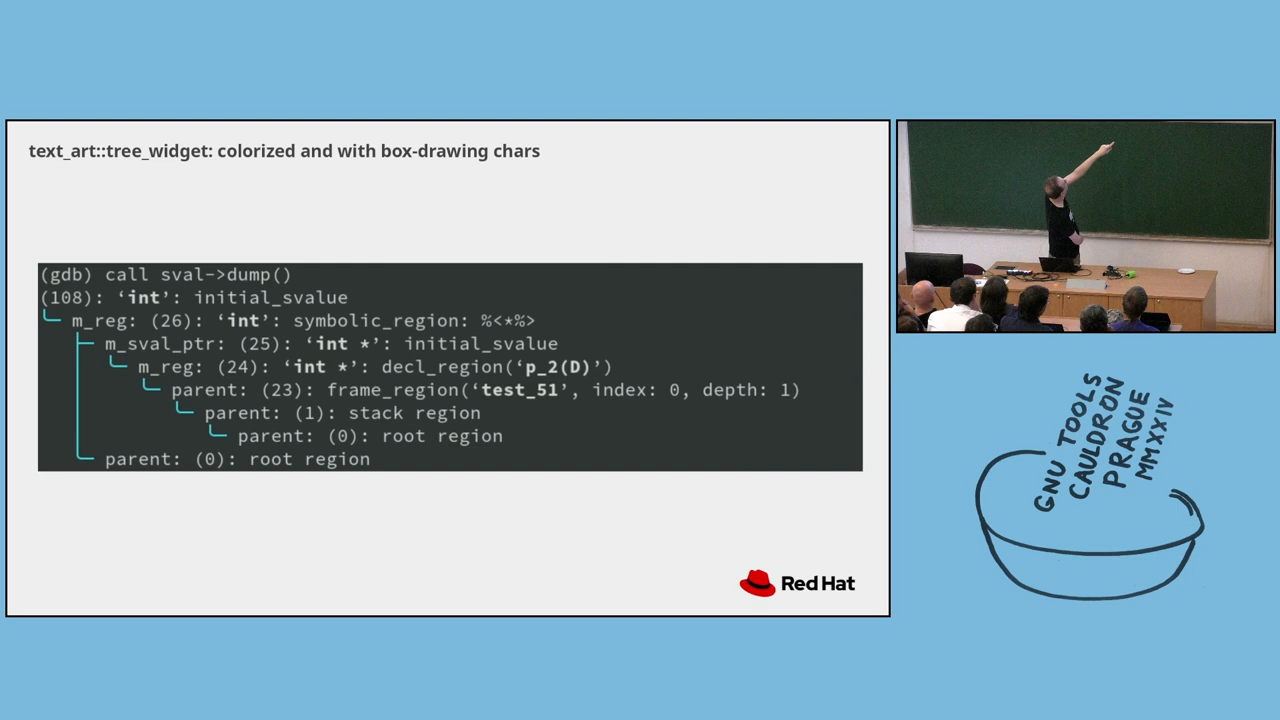 text_art::tree_widget: colorized and with box-drawing chars
(gdb) call sval->dump()
(108): ‘int’: initial_svalue
╰─ m_reg: (26): ‘int’: symbolic_region: %<*%>
├─ m_sval_ptr: (25): ‘int *’: initial_svalue
│ ╰─ m_reg: (24): ‘int *’: decl_region(‘p_2(D)’)
│ ╰─ parent: (23): frame_region(‘test_51’, index: 0, depth: 1)
│ ╰─ parent: (1): stack region
│ ╰─ parent: (0): root region
╰─ parent: (0): root region
Red Hat
GNU TOOLS
CAULDRON
PRAGUE
MMXXIV